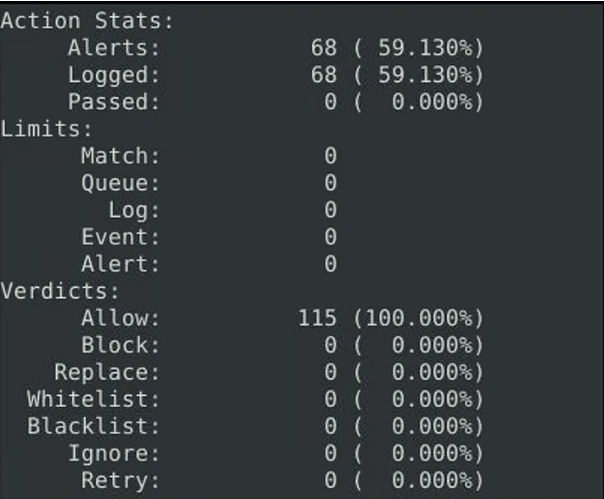 Action Stats:
Alerts: 68 ( 59.130%)
Logged: 68 ( 59.130%)
Passed: 0 ( 0.000%)
Limits:
Match: 0
Queue: 0
Log: 0
Event: 0
Alert: 0
Verdicts:
Allow: 115 (100.000%)
Block: 0 ( 0.000%)
Replace: 0 ( 0.000%)
Whitelist: 0 ( 0.000%)
Blacklist: 0 ( 0.000%)
Ignore: 0 ( 0.000%)
Retry: 0 ( 0.000%)